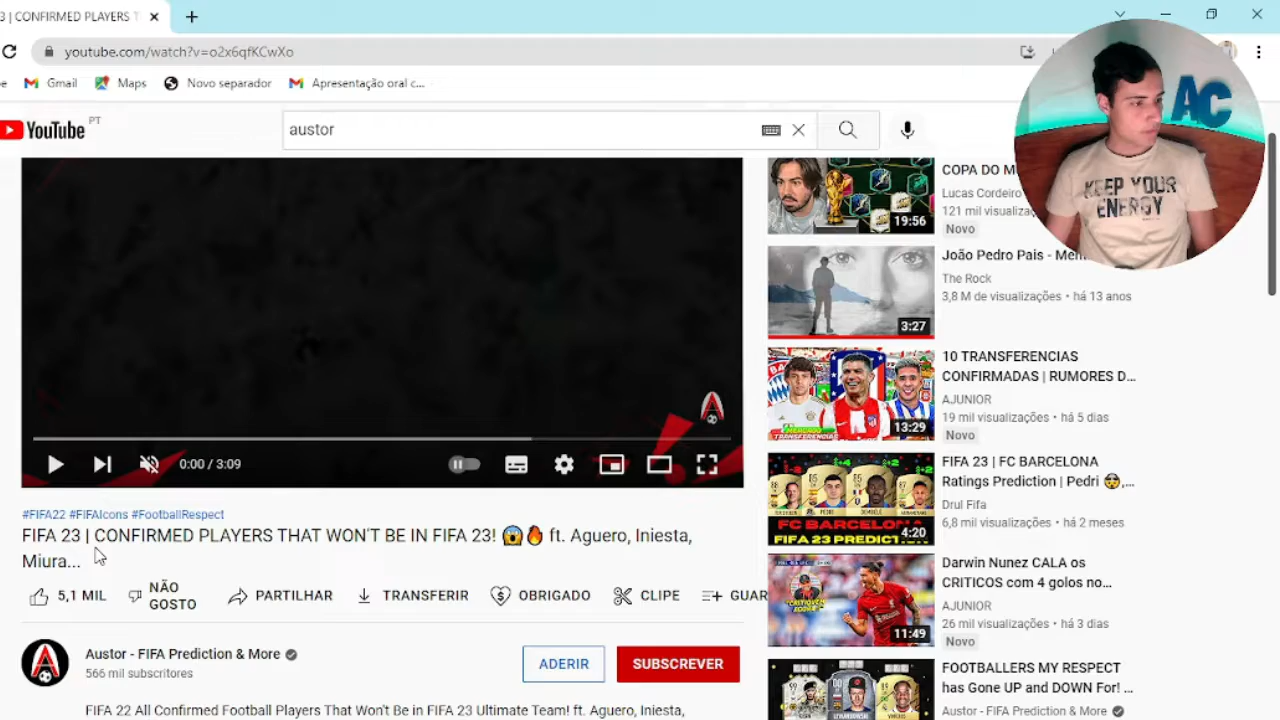 3 | CONFIRMED PLAYERS T
youtube.com/watch?v=o2x6qfKCwXo
Gmail
Maps
Novo separador
Apresentação oral c...
YouTube PT
austor
AC
KEEP YOUR
ENERGY
19:56
COPA DO M
Lucas Cordeiro
121 mil visualiza
Novo
3:27
João Pedro Pais - Men
The Rock
3,8 M de visualizações • há 13 anos
13:29
10 TRANSFERENCIAS
CONFIRMADAS | RUMORES D...
AJUNIOR
19 mil visualizações • há 5 dias
Novo
FC BARCELON
FIFA 23 PREDICT
4:20
FIFA 23 | FC BARCELONA
Ratings Prediction | Pedri 😯,...
Drul Fifa
6,8 mil visualizações • há 2 meses
11:49
Darwin Nunez CALA os
CRITICOS com 4 golos no...
AJUNIOR
26 mil visualizações • há 3 dias
Novo
FOOTBALLERS MY RESPECT
has Gone UP and DOWN For! ...
Austor - FIFA Prediction & More
0:00 / 3:09
#FIFA22 #FIFAIcons #FootballRespect
FIFA 23 | CONFIRMED PLAYERS THAT WON'T BE IN FIFA 23! 😱🔥 ft. Aguero, Iniesta,
Miura...
5,1 MIL
NÃO
GOSTO
PARTILHAR
TRANSFERIR
OBRIGADO
CLIPE
GUAR
Austor - FIFA Prediction & More
566 mil subscritores
ADERIR
SUBSCREVER
FIFA 22 | All Confirmed Football Players That Won't Be in FIFA 23 Ultimate Team! ft. Aguero, Iniesta,